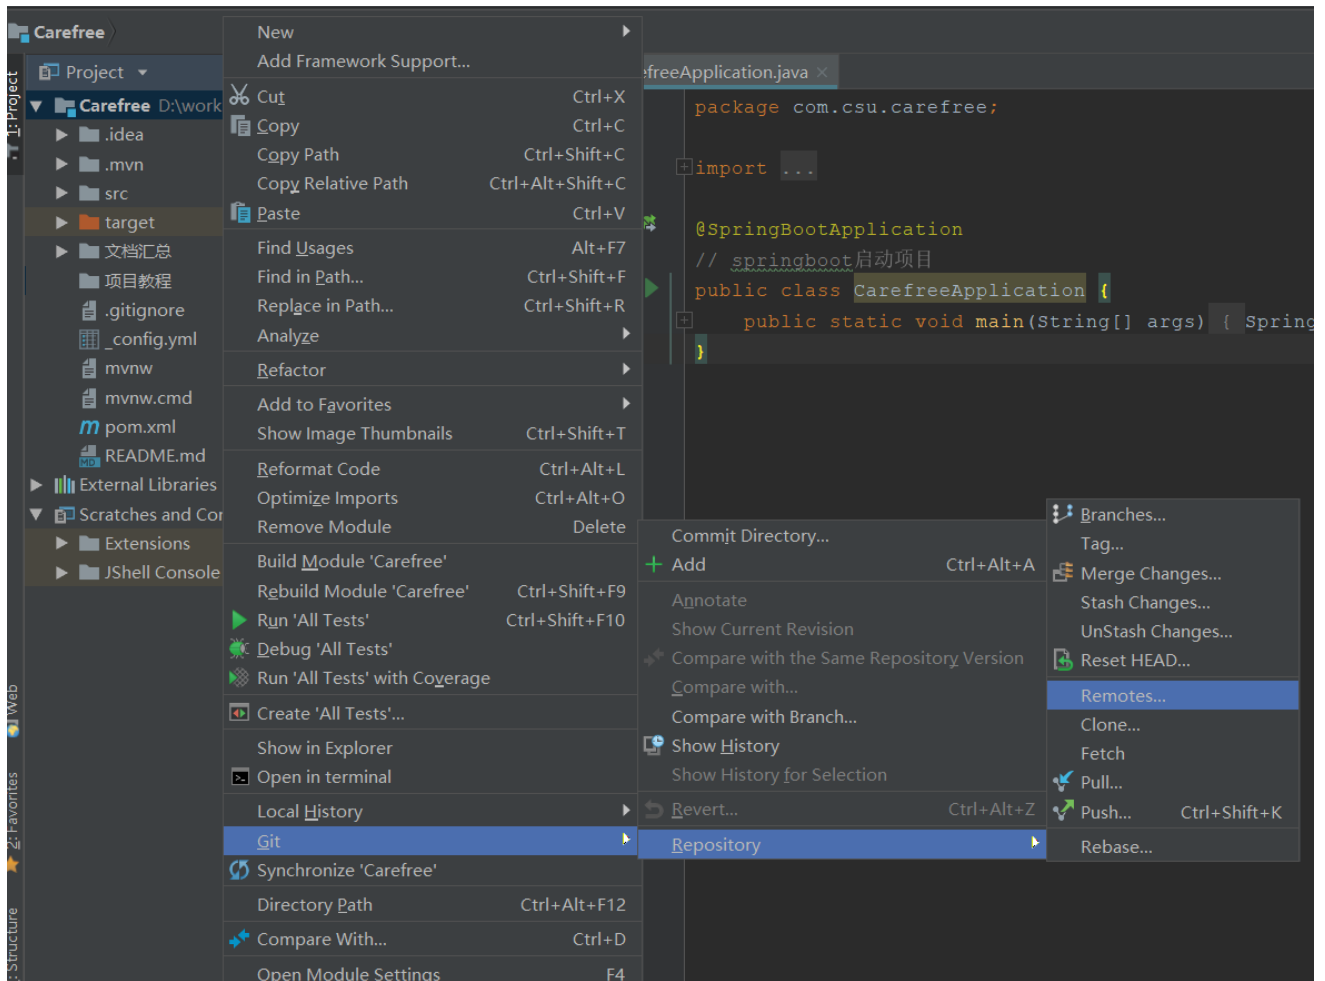 Carefree
Project
Carefree D:\work
.idea
.mvn
src
target
文档汇总
项目教程
.gitignore
_config.yml
mvnw
mvnw.cmd
pom.xml
README.md
External Libraries
Scratches and Cor
Extensions
JShell Console
1: Project
Web
2: Favorites
: Structure
New
Add Framework Support...
Cut Ctrl+X
Copy Ctrl+C
Copy Path Ctrl+Shift+C
Copy Relative Path Ctrl+Alt+Shift+C
Paste Ctrl+V
Find Usages Alt+F7
Find in Path... Ctrl+Shift+F
Replace in Path... Ctrl+Shift+R
Analyze
Refactor
Add to Favorites
Show Image Thumbnails Ctrl+Shift+T
Reformat Code Ctrl+Alt+L
Optimize Imports Ctrl+Alt+O
Remove Module Delete
Build Module 'Carefree'
Rebuild Module 'Carefree' Ctrl+Shift+F9
Run 'All Tests' Ctrl+Shift+F10
Debug 'All Tests'
Run 'All Tests' with Coverage
Create 'All Tests'...
Show in Explorer
Open in terminal
Local History
Git
Synchronize 'Carefree'
Directory Path Ctrl+Alt+F12
Compare With... Ctrl+D
Open Module Settings F4
efreeApplication.java
package com.csu.carefree;
import ...
@SpringBootApplication
// springboot启动项目
public class CarefreeApplication {
public static void main(String[] args) { Spring
}
Commit Directory...
Add Ctrl+Alt+A
Annotate
Show Current Revision
Compare with the Same Repository Version
Compare with...
Compare with Branch...
Show History
Show History for Selection
Revert... Ctrl+Alt+Z
Repository
Branches...
Tag...
Merge Changes...
Stash Changes...
UnStash Changes...
Reset HEAD...
Remotes...
Clone...
Fetch
Pull...
Push... Ctrl+Shift+K
Rebase...